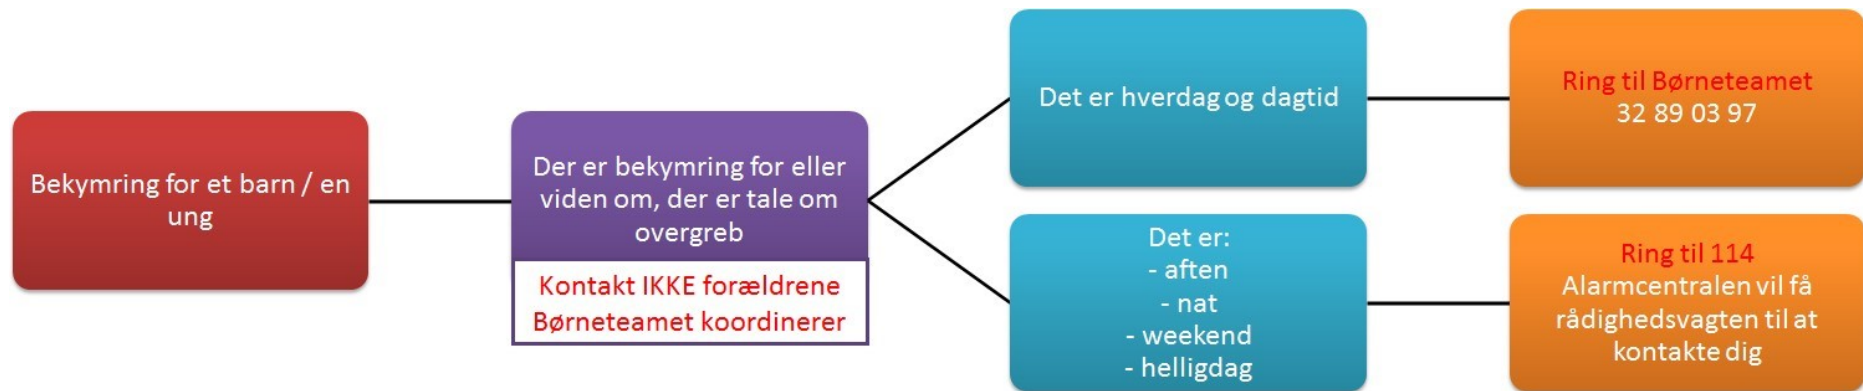 Bekymring for et barn / en
ung
Der er bekymring for eller
viden om, der er tale om
overgreb
Kontakt IKKE forældrene
Børneteamet koordinerer
Det er hverdag og dagtid
Ring til Børneteamet
32 89 03 97
Det er:
- aften
- nat
- weekend
- helligdag
Ring til 114
Alarmcentralen vil få
rådighedsvagten til at
kontakte dig